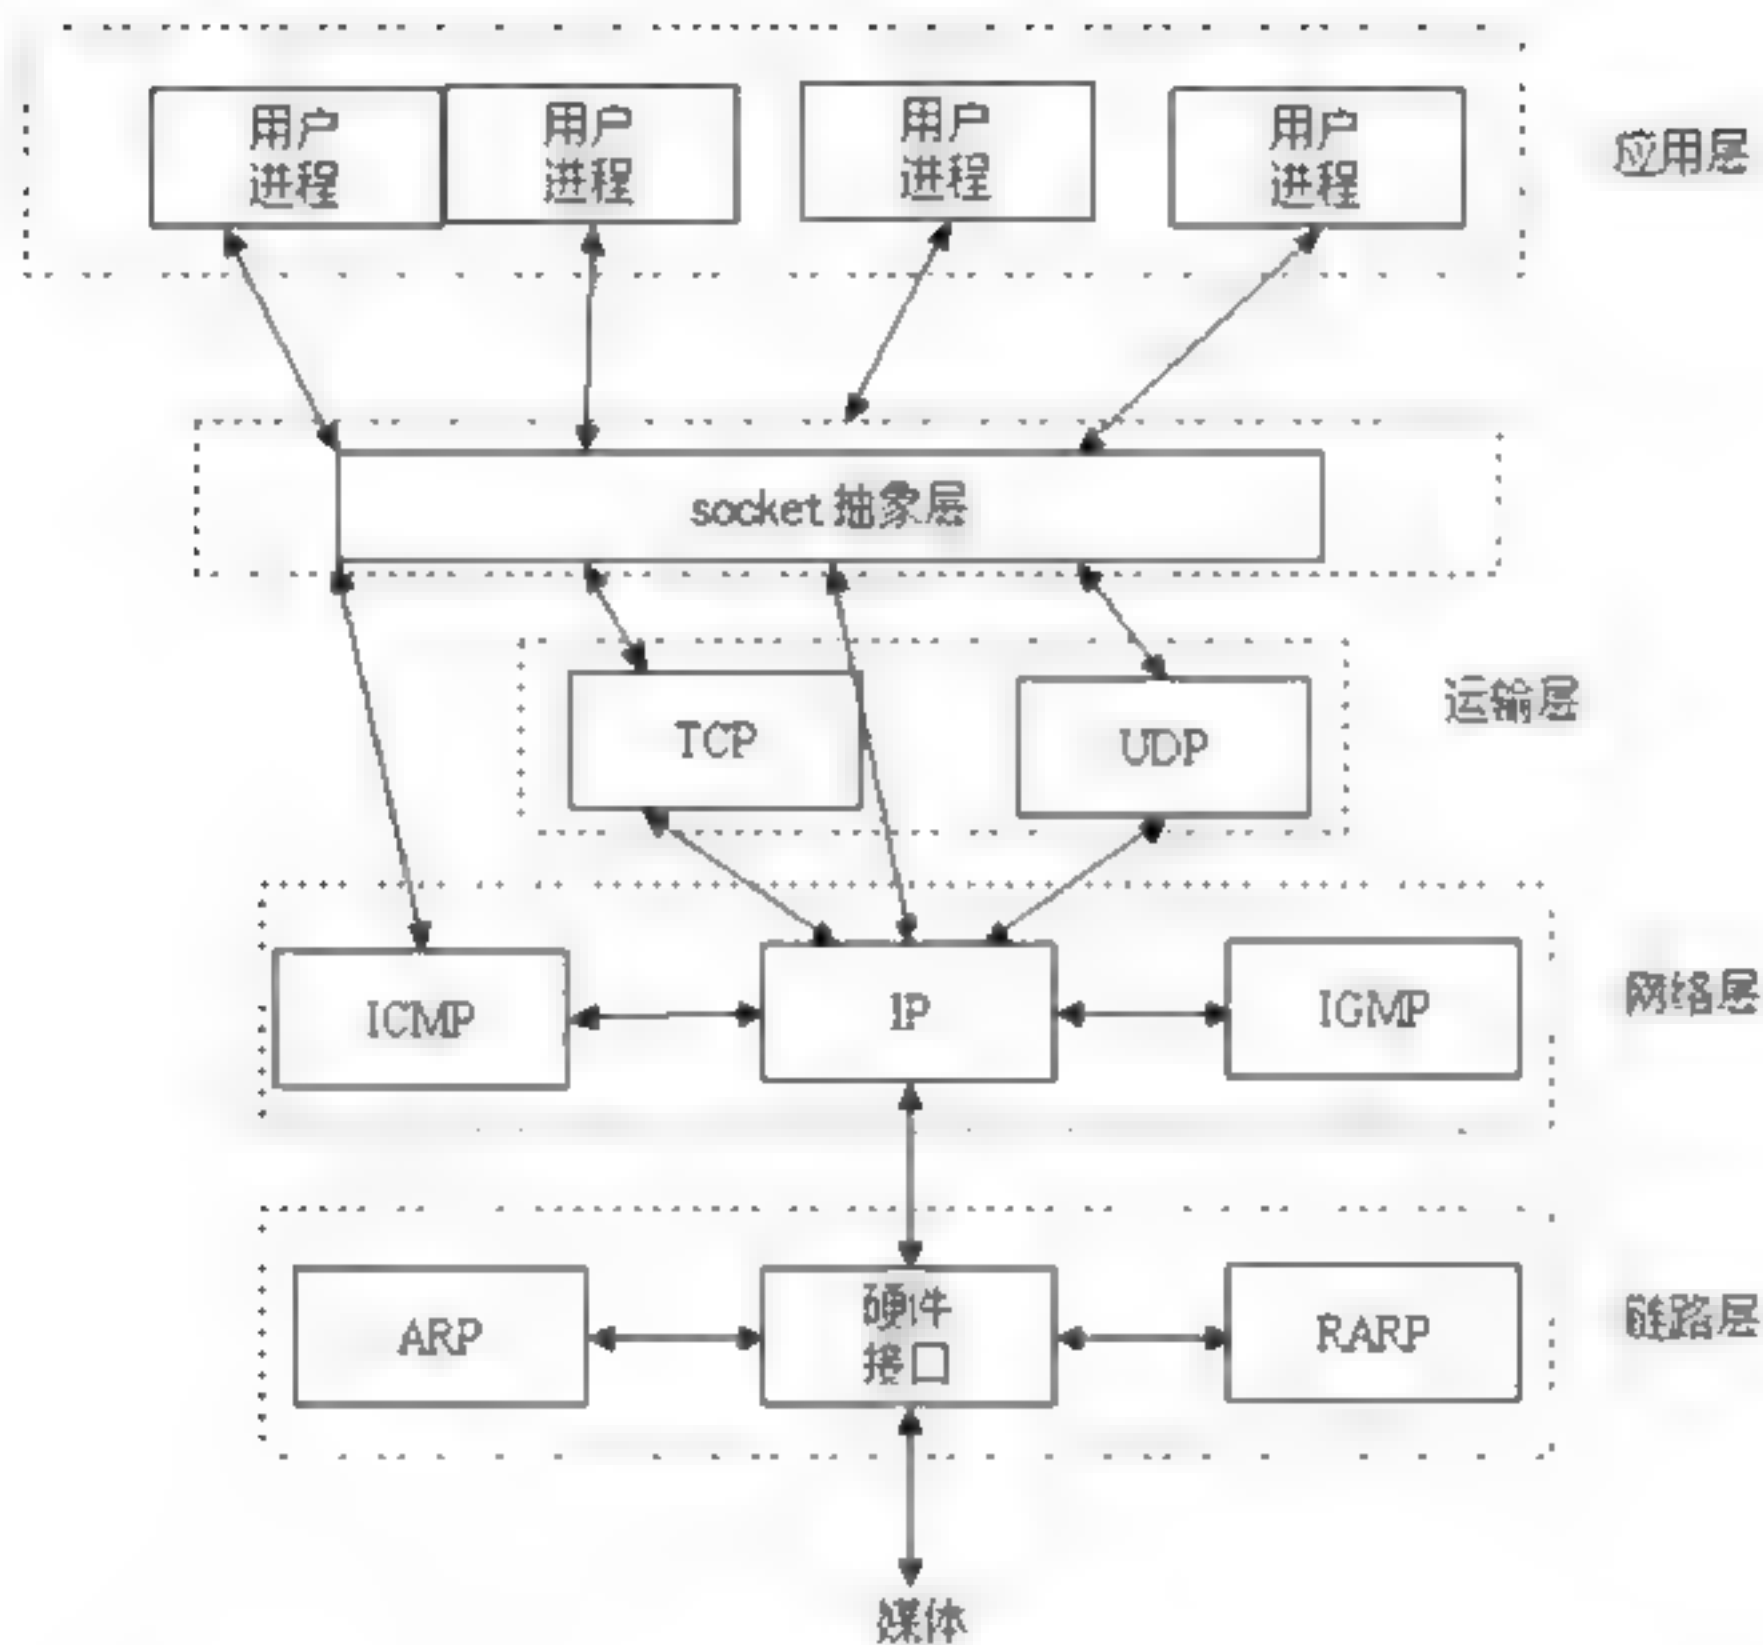 用户
进程
用户
进程
用户
进程
用户
进程
应用层
socket 抽象层
TCP
UDP
运输层
ICMP
IP
IGMP
网络层
ARP
硬件
接口
RARP
链路层
媒体